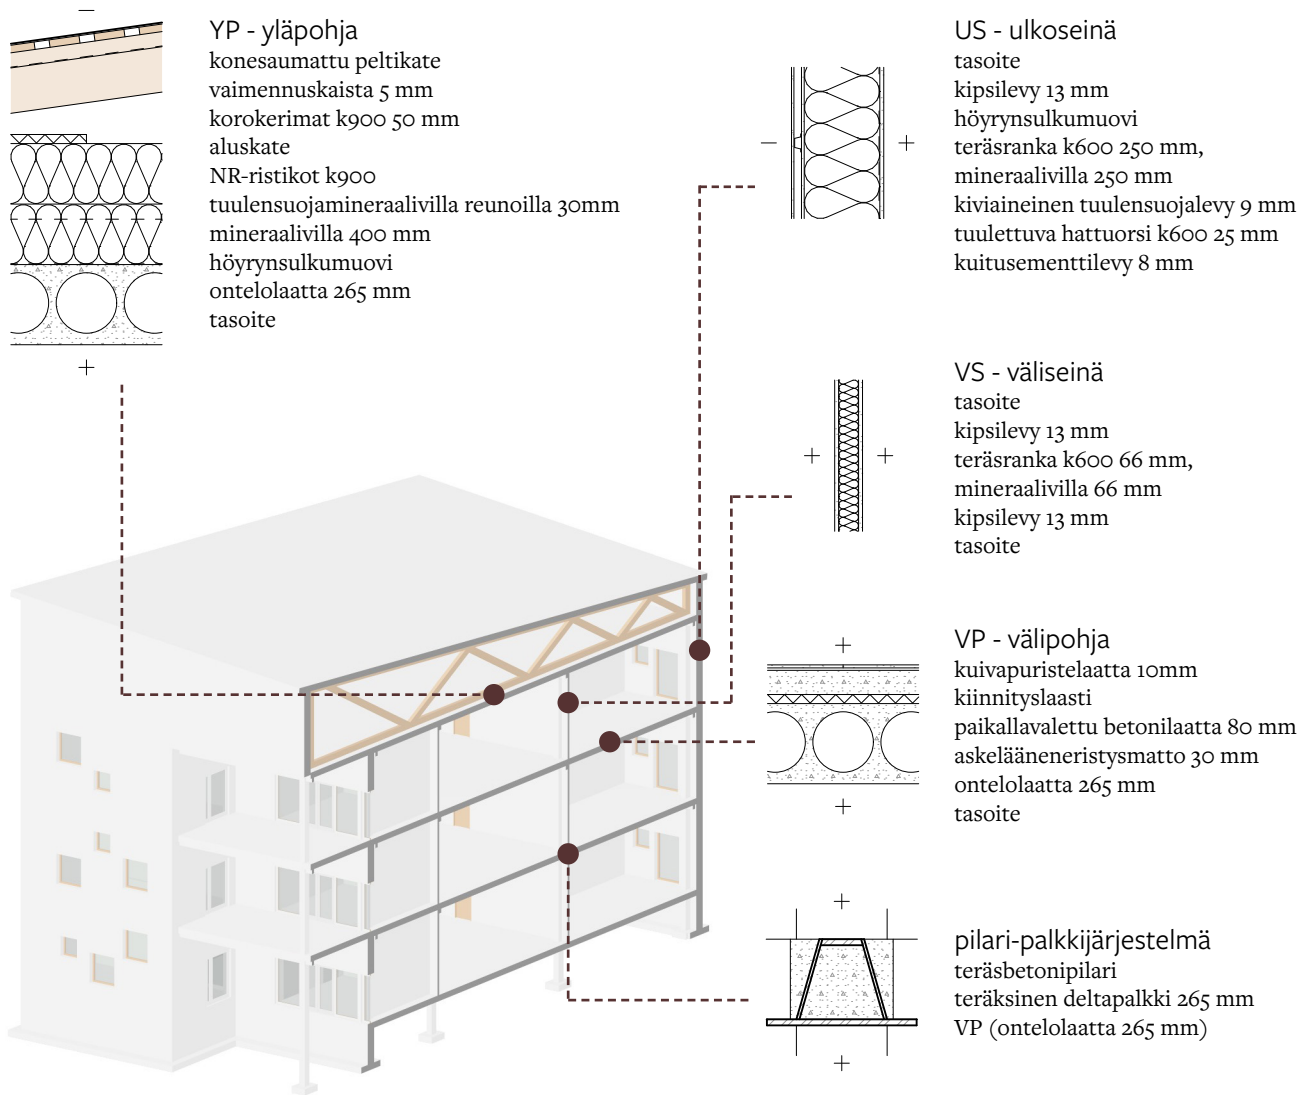 YP - yläpohja
konesaumattu peltikate
vaimennuskaista 5 mm
korokerimat k900 50 mm
aluskate
NR-ristikot k900
tuulensuojamineraalivilla reunoilla 30mm
mineraalivilla 400 mm
höyrynsulkumuovi
ontelolaatta 265 mm
tasoite
US - ulkoseinä
tasoite
kipsilevy 13 mm
höyrynsulkumuovi
teräsranka k600 250 mm,
mineraalivilla 250 mm
kiviaineinen tuulensuojalevy 9 mm
tuulettuva hattuorsi k600 25 mm
kuitusementtilevy 8 mm
VS - väliseinä
tasoite
kipsilevy 13 mm
teräsranka k600 66 mm,
mineraalivilla 66 mm
kipsilevy 13 mm
tasoite
VP - välipohja
kuivapuristelaatta 10mm
kiinnityslaasti
paikallavalettu betonilaatta 80 mm
askelääneneristysmatto 30 mm
ontelolaatta 265 mm
tasoite
pilari-palkkijärjestelmä
teräsbetonipilari
teräksinen deltapalkki 265 mm
VP (ontelolaatta 265 mm)